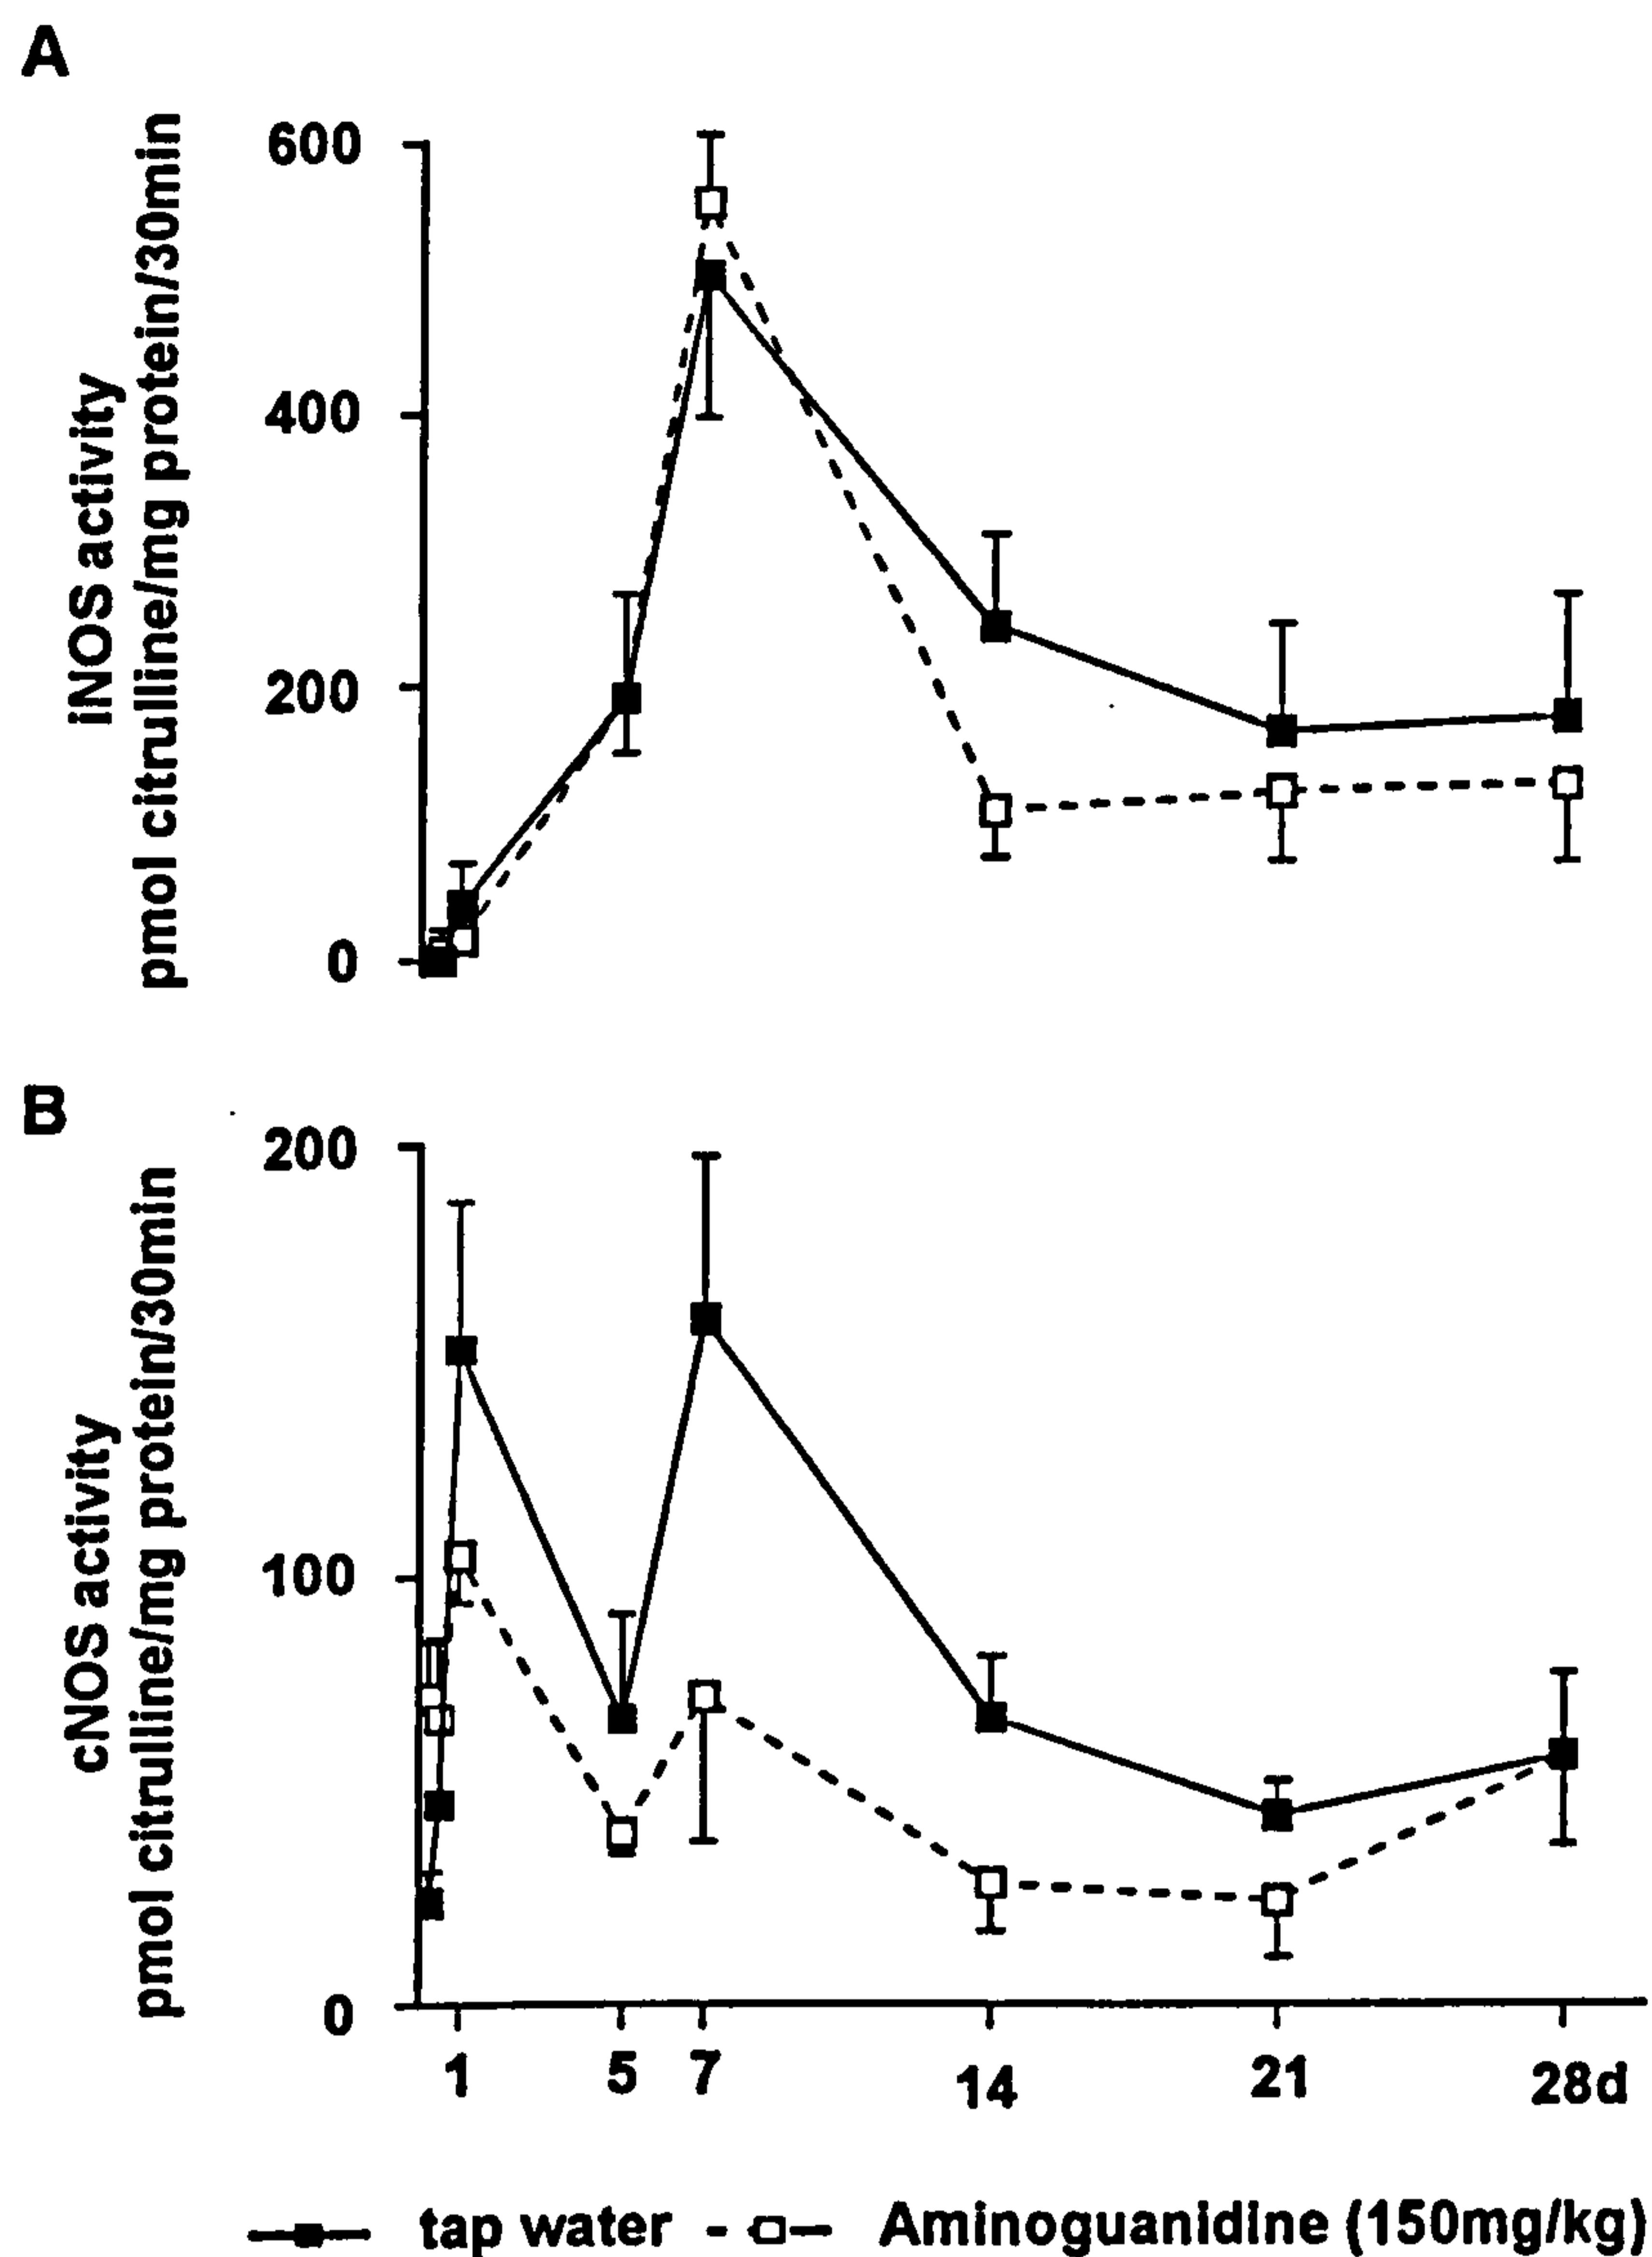 A
600
400
200
0
iNOS activity
pmol citrulline/mg protein/30min
B
200
100
0
cNOS activity
pmol citrulline/mg protein/30min
1 5 7 14 21 28d
tap water Aminoguanidine (150mg/kg)